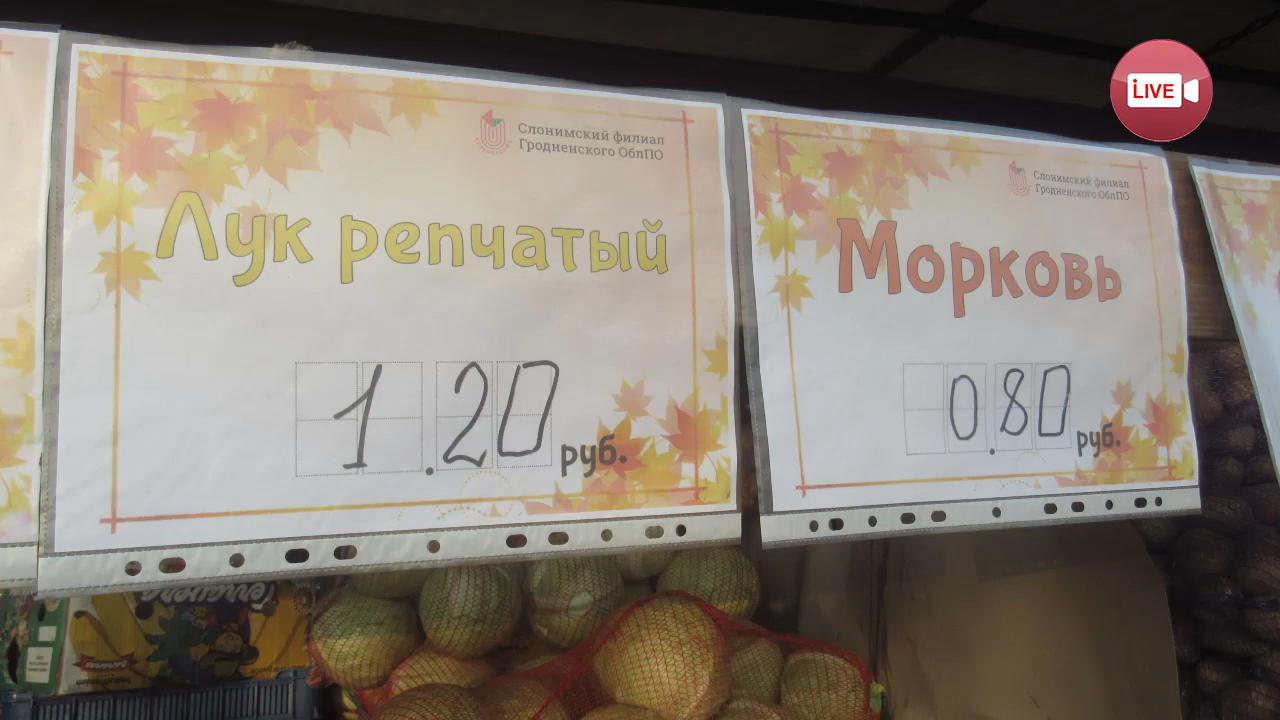 LIVE
Слонимский филиал
Гродненского ОблПО
Лук репчатый
1.20 руб.
Слонимский филиал
Гродненского ОблПО
Морковь
0.80 руб.